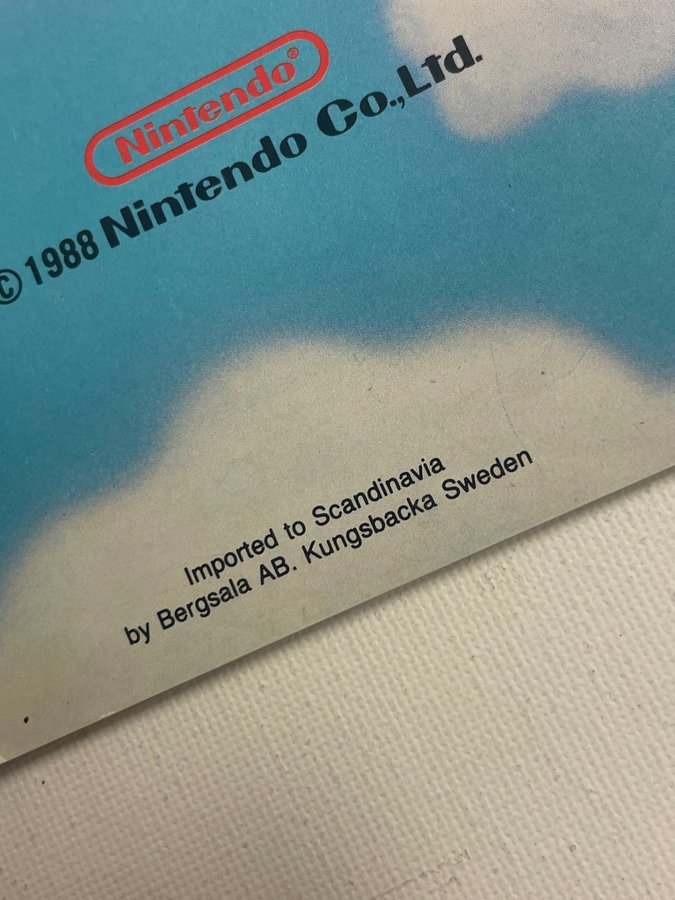 Nintendo®
© 1988 Nintendo Co.,Ltd.
Imported to Scandinavia
by Bergsala AB. Kungsbacka Sweden